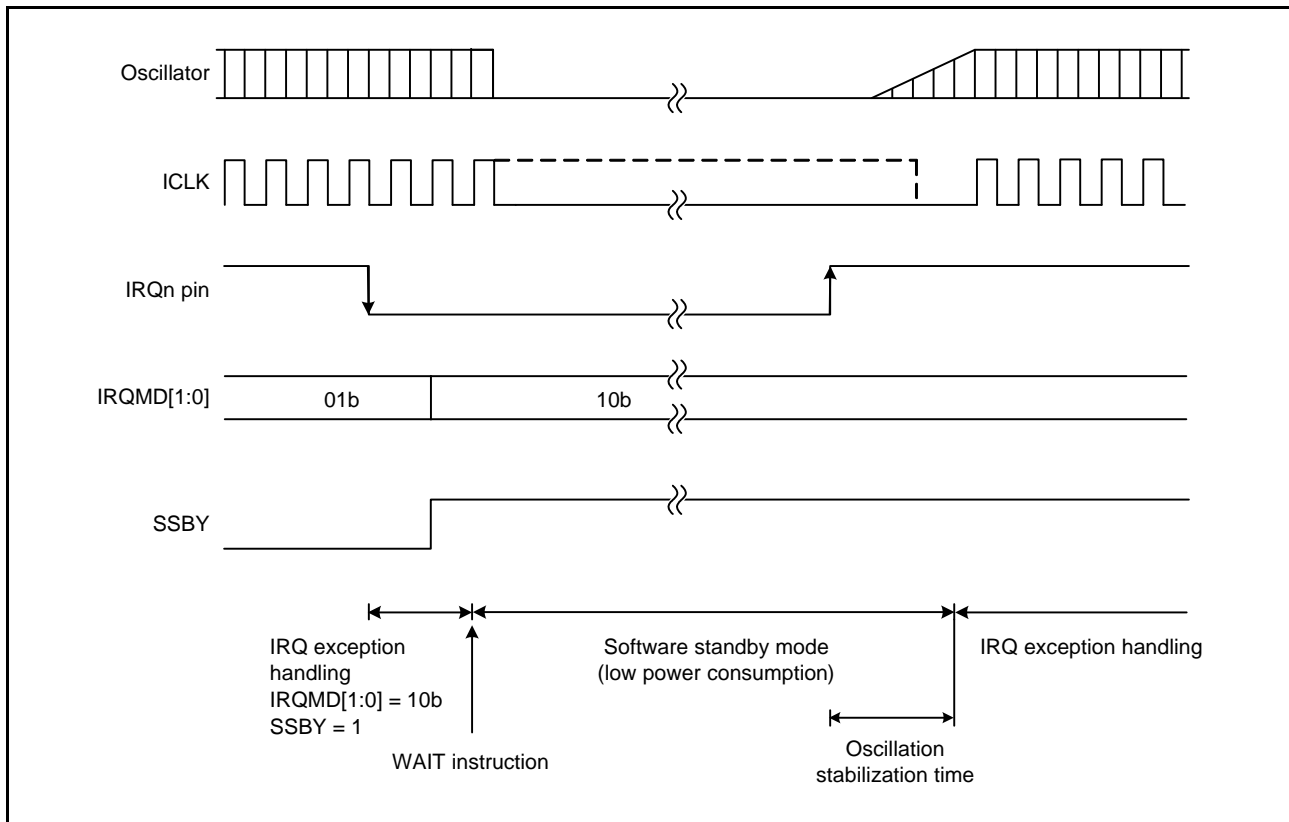 Oscillator
ICLK
IRQn pin
IRQMD[1:0]
01b
10b
SSBY
IRQ exception
handling
IRQMD[1:0] = 10b
SSBY = 1
WAIT instruction
Software standby mode
(low power consumption)
IRQ exception handling
Oscillation
stabilization time